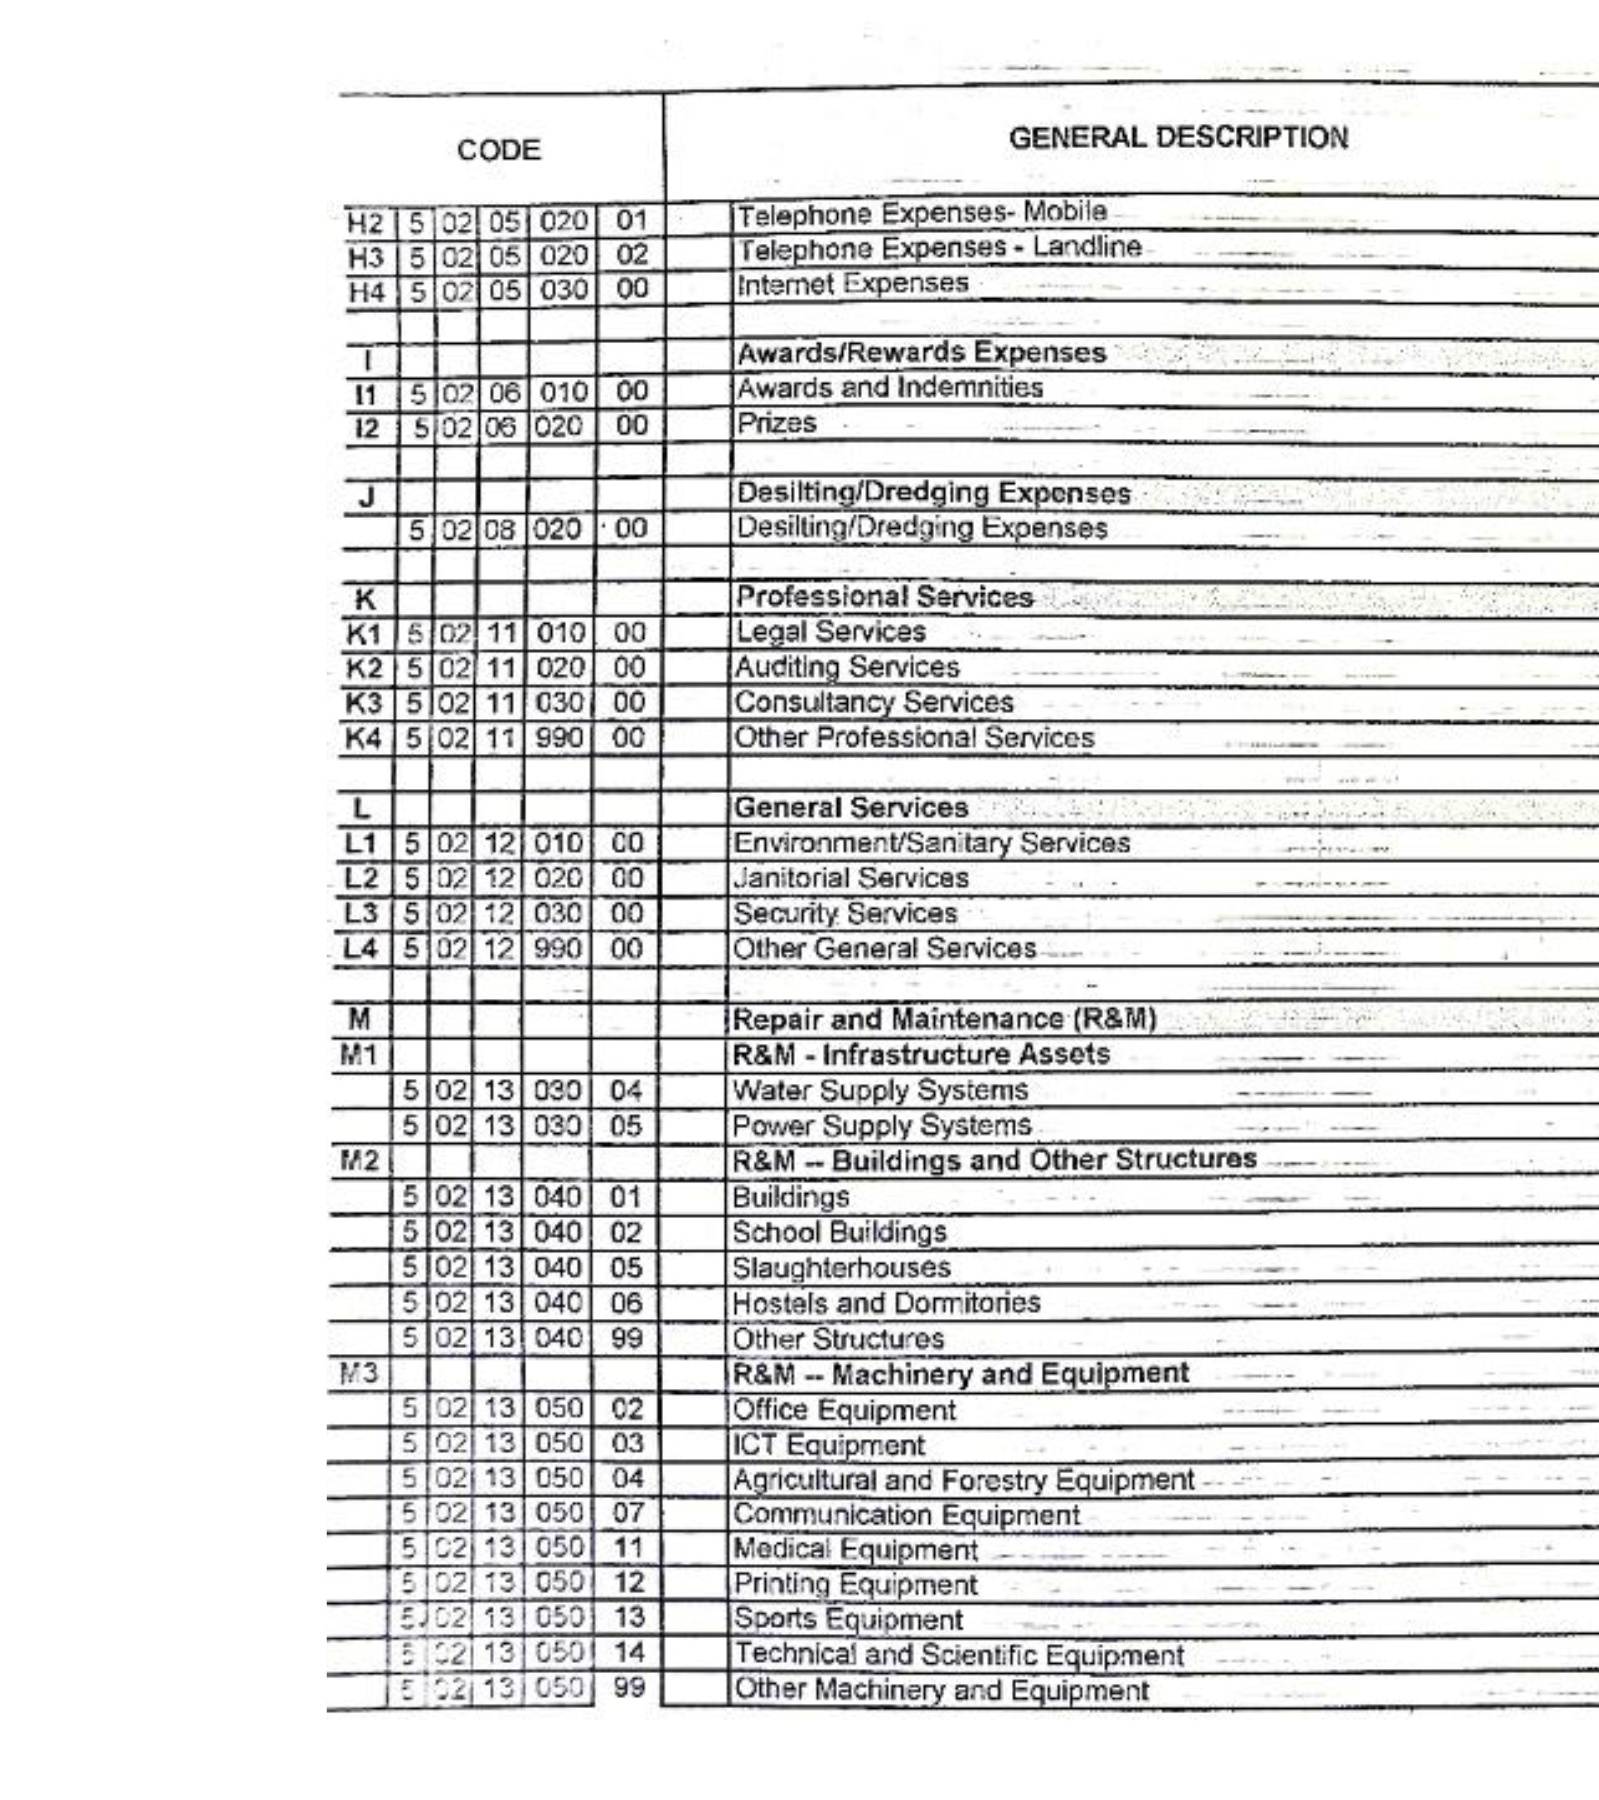 CODE GENERAL DESCRIPTION
H2 5 02 05 020 01 Telephone Expenses- Mobile
H3 5 02 05 020 02 Telephone Expenses - Landline
H4 5 02 05 030 00 Internet Expenses
I Awards/Rewards Expenses
I1 5 02 06 010 00 Awards and Indemnities
I2 5 02 06 020 00 Prizes
J Desilting/Dredging Expenses
5 02 08 020 00 Desilting/Dredging Expenses
K Professional Services
K1 5 02 11 010 00 Legal Services
K2 5 02 11 020 00 Auditing Services
K3 5 02 11 030 00 Consultancy Services
K4 5 02 11 990 00 Other Professional Services
L General Services
L1 5 02 12 010 00 Environment/Sanitary Services
L2 5 02 12 020 00 Janitorial Services
L3 5 02 12 030 00 Security Services
L4 5 02 12 990 00 Other General Services
M Repair and Maintenance (R&M)
M1 R&M - Infrastructure Assets
5 02 13 030 04 Water Supply Systems
5 02 13 030 05 Power Supply Systems
M2 R&M -- Buildings and Other Structures
5 02 13 040 01 Buildings
5 02 13 040 02 School Buildings
5 02 13 040 05 Slaughterhouses
5 02 13 040 06 Hostels and Dormitories
5 02 13 040 99 Other Structures
M3 R&M -- Machinery and Equipment
5 02 13 050 02 Office Equipment
5 02 13 050 03 ICT Equipment
5 02 13 050 04 Agricultural and Forestry Equipment
5 02 13 050 07 Communication Equipment
5 02 13 050 11 Medical Equipment
5 02 13 050 12 Printing Equipment
5 02 13 050 13 Sports Equipment
5 02 13 050 14 Technical and Scientific Equipment
5 02 13 050 99 Other Machinery and Equipment